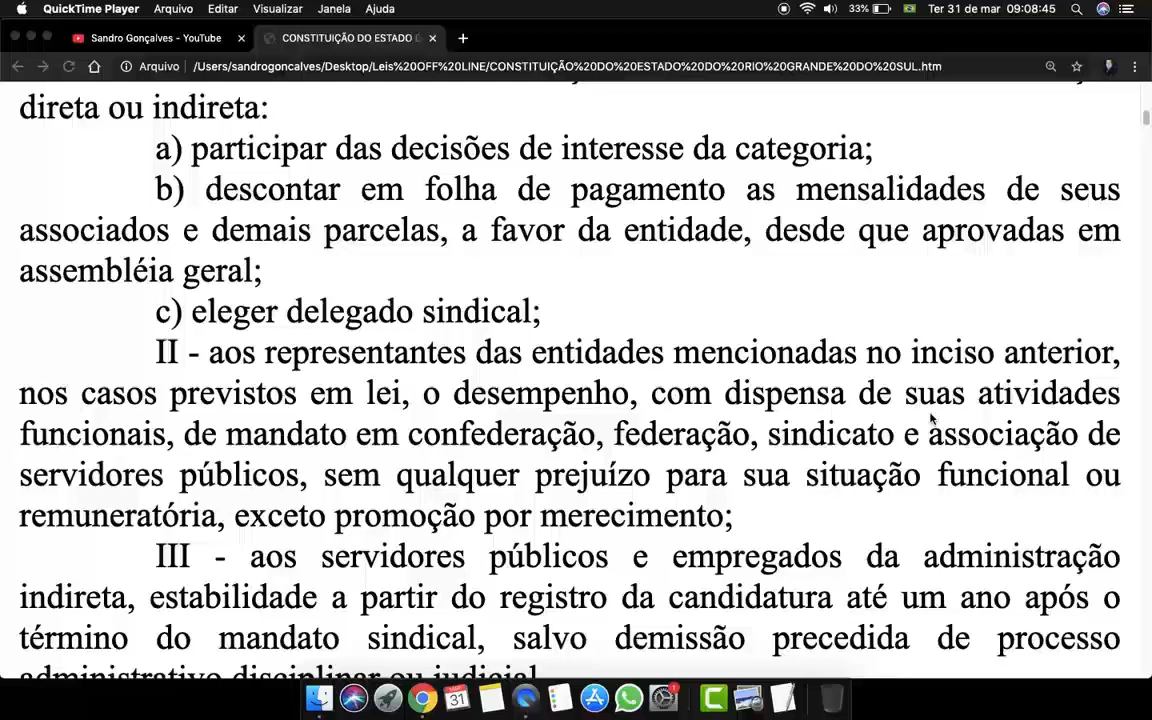 QuickTime Player Arquivo Editar Visualizar Janela Ajuda 33% Ter 31 de mar 09:08:45
Sandro Gonçalves - YouTube CONSTITUIÇÃO DO ESTADO
Arquivo /Users/sandrogoncalves/Desktop/Leis%20OFF%20LINE/CONSTITUIÇÃO%20DO%20ESTADO%20DO%20RIO%20GRANDE%20DO%20SUL.htm
direta ou indireta:
a) participar das decisões de interesse da categoria;
b) descontar em folha de pagamento as mensalidades de seus
associados e demais parcelas, a favor da entidade, desde que aprovadas em
assembléia geral;
c) eleger delegado sindical;
II - aos representantes das entidades mencionadas no inciso anterior,
nos casos previstos em lei, o desempenho, com dispensa de suas atividades
funcionais, de mandato em confederação, federação, sindicato e associação de
servidores públicos, sem qualquer prejuízo para sua situação funcional ou
remuneratória, exceto promoção por merecimento;
III - aos servidores públicos e empregados da administração
indireta, estabilidade a partir do registro da candidatura até um ano após o
término do mandato sindical, salvo demissão precedida de processo
administrativo disciplinar ou judicial
31
1